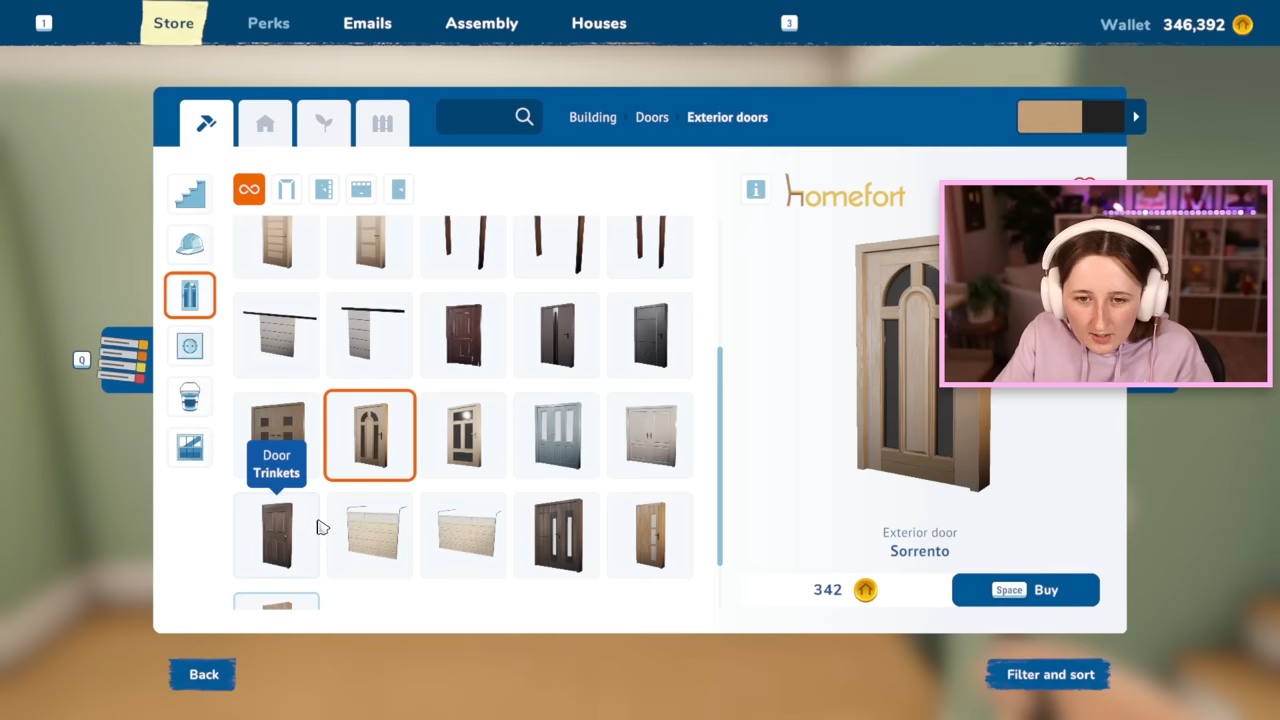 1
Store
Perks
Emails
Assembly
Houses
3
Wallet 346,392
Building
Doors
Exterior doors
homefort
Door
Trinkets
Q
Exterior door
Sorrento
342
Space Buy
Back
Filter and sort